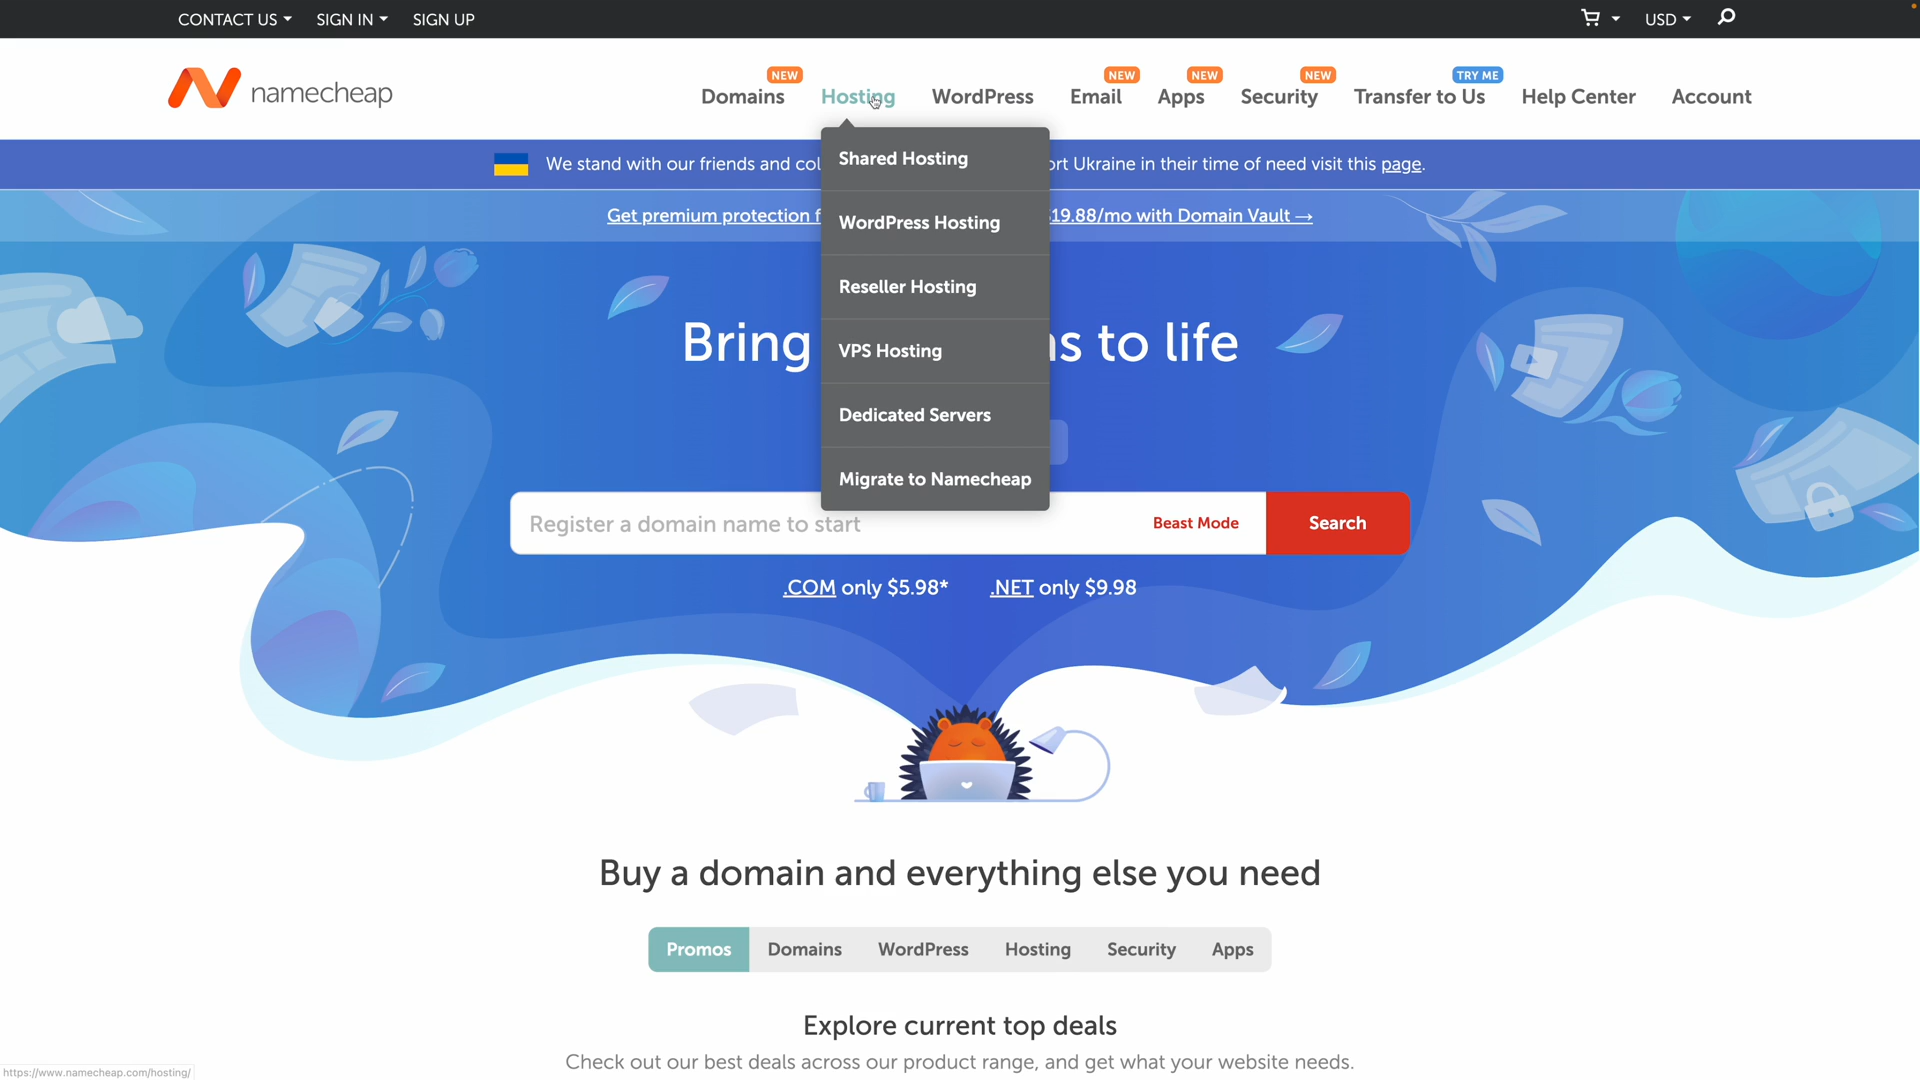 CONTACT US SIGN IN SIGN UP USD
namecheap
NEW NEW NEW NEW TRY ME
Domains Hosting WordPress Email Apps Security Transfer to Us Help Center Account
We stand with our friends and col
ort Ukraine in their time of need visit this page.
Get premium protection f
$19.88/mo with Domain Vault →
Shared Hosting
WordPress Hosting
Reseller Hosting
VPS Hosting
Dedicated Servers
Migrate to Namecheap
Bring
s to life
Register a domain name to start Beast Mode Search
.COM only $5.98* .NET only $9.98
Buy a domain and everything else you need
Promos Domains WordPress Hosting Security Apps
Explore current top deals
Check out our best deals across our product range, and get what your website needs.
https://www.namecheap.com/hosting/